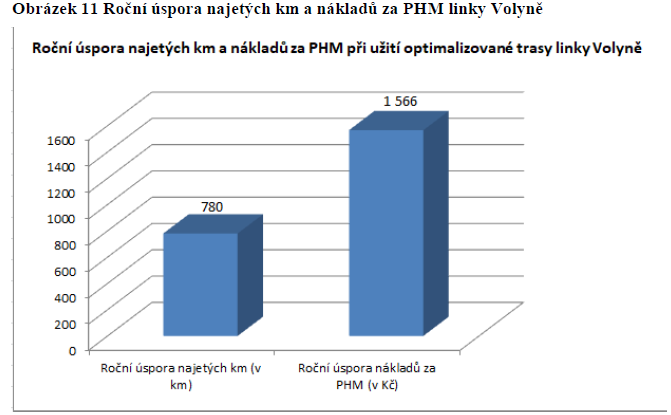 Obrázek 11 Roční úspora najetých km a nákladů za PHM linky Volyně
Roční úspora najetých km a nákladů za PHM při užití optimalizované trasy linky Volyně
1 566
780
1600
1400
1200
1000
800
600
400
200
0
Roční úspora najetých km (v
km)
Roční úspora nákladů za
PHM (v Kč)